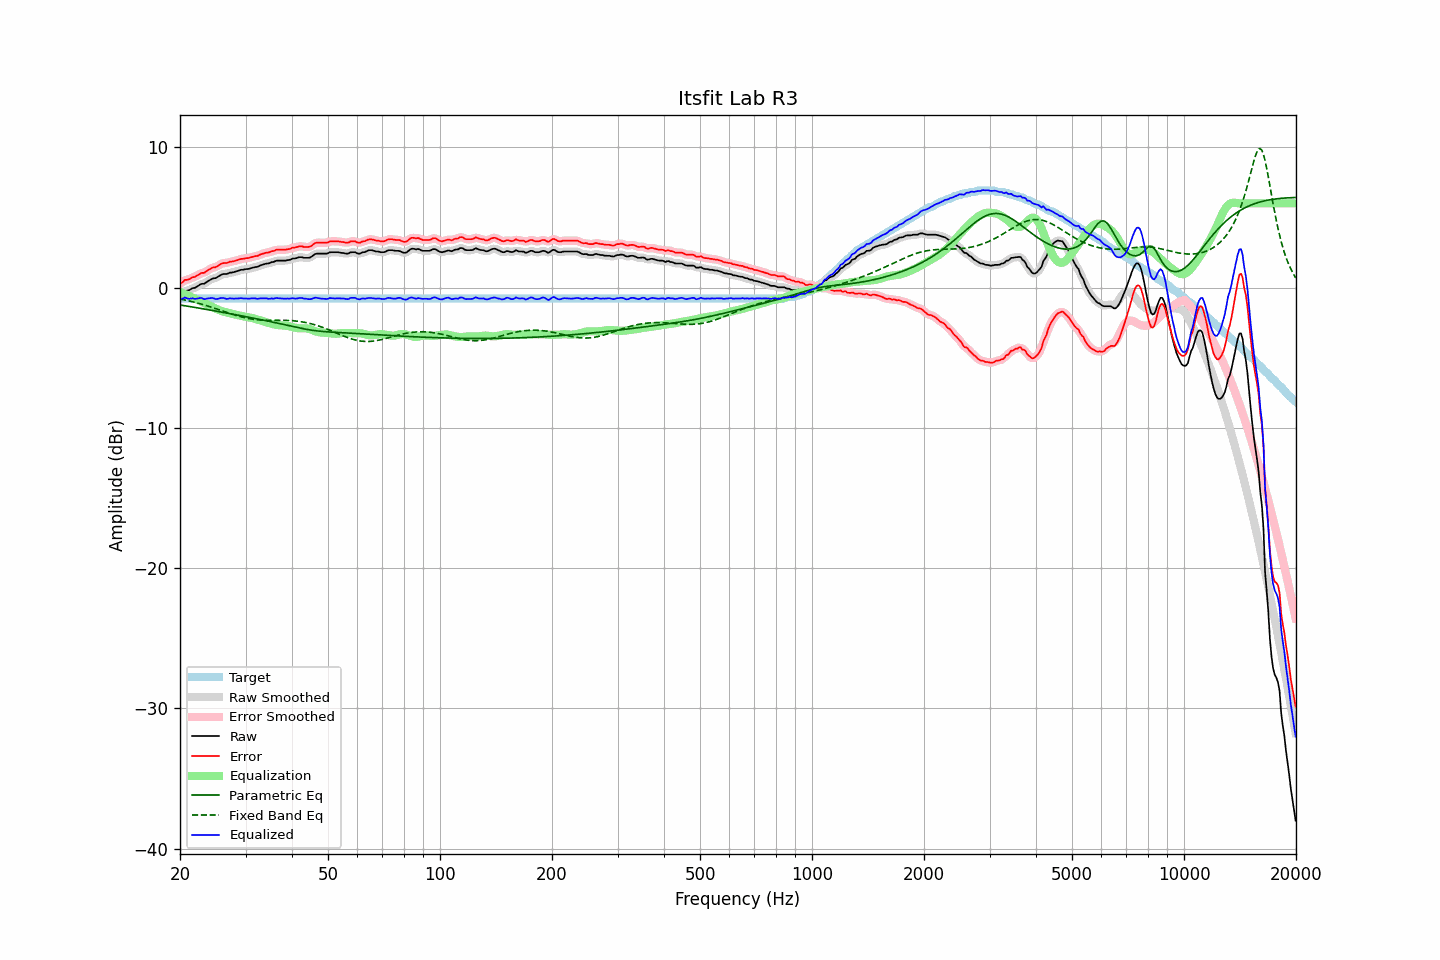 Itsfit Lab R3
Amplitude (dBr)
10
0
−10
−20
−30
−40
Target
Raw Smoothed
Error Smoothed
Raw
Error
Equalization
Parametric Eq
Fixed Band Eq
Equalized
20 50 100 200 500 1000 2000 5000 10000 20000
Frequency (Hz)